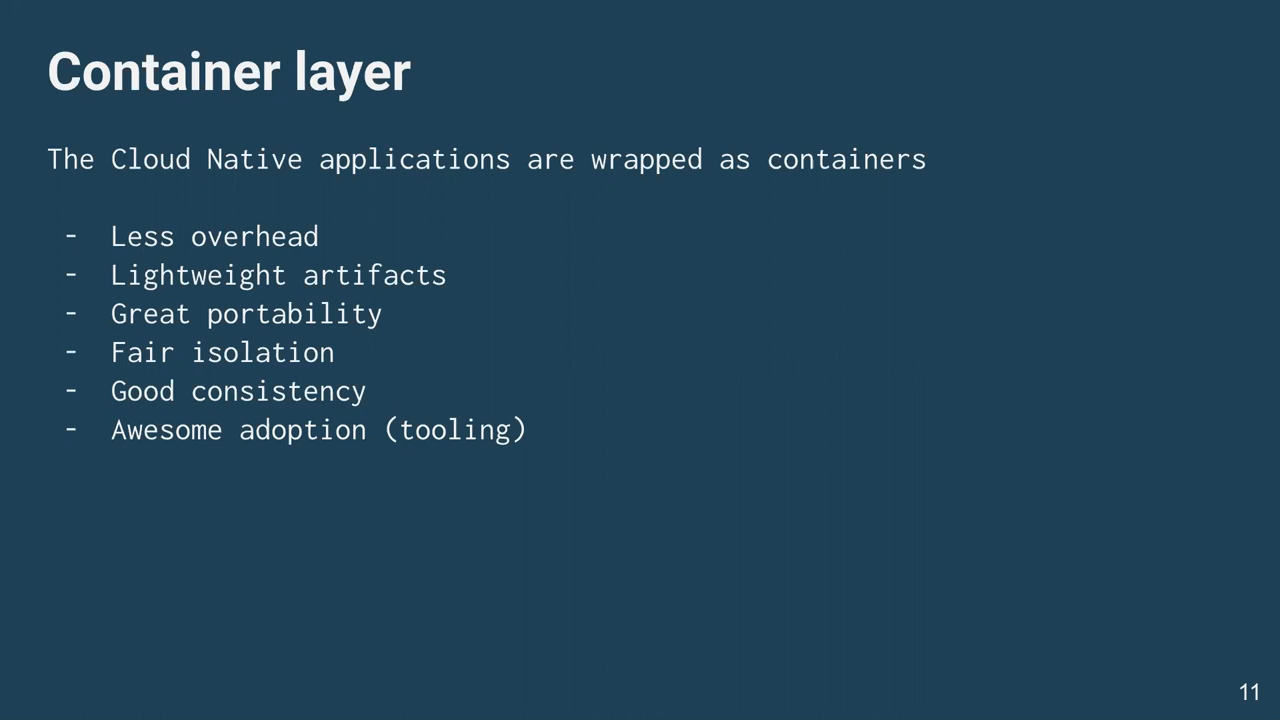 Container layer
The Cloud Native applications are wrapped as containers
- Less overhead
- Lightweight artifacts
- Great portability
- Fair isolation
- Good consistency
- Awesome adoption (tooling)
11